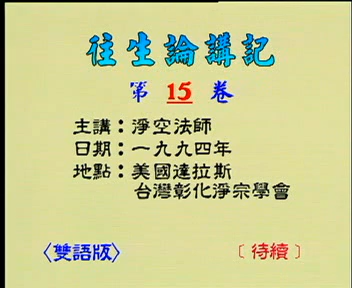 往生論講記
第 15 卷
主講：淨空法師
日期：一九九四年
地點：美國達拉斯
台灣彰化淨宗學會
〈雙語版〉 〔待續〕